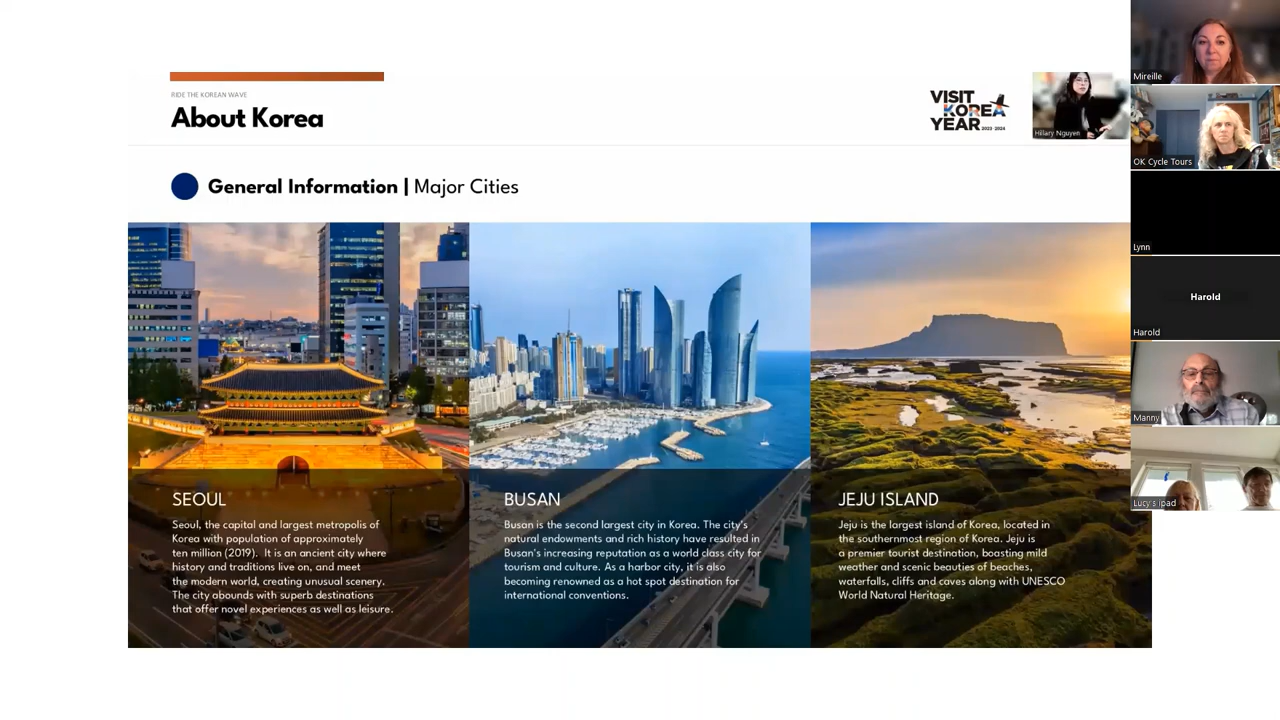 RIDE THE KOREAN WAVE
About Korea
VISIT
KOREA
YEAR 2023-2024
Hillary Nguyen
General Information | Major Cities
SEOUL
Seoul, the capital and largest metropolis of
Korea with population of approximately
ten million (2019). It is an ancient city where
history and traditions live on, and meet
the modern world, creating unusual scenery.
The city abounds with superb destinations
that offer novel experiences as well as leisure.
BUSAN
Busan is the second largest city in Korea. The city's
natural endowments and rich history have resulted in
Busan's increasing reputation as a world class city for
tourism and culture. As a harbor city, it is also
becoming renowned as a hot spot destination for
international conventions.
JEJU ISLAND
Jeju is the largest island of Korea, located in
the southernmost region of Korea. Jeju is
a premier tourist destination, boasting mild
weather and scenic beauties of beaches,
waterfalls, cliffs and caves along with UNESCO
World Natural Heritage.
Mireille
OK Cycle Tours
Lynn
Harold
Harold
Manny
Lucy's ipad